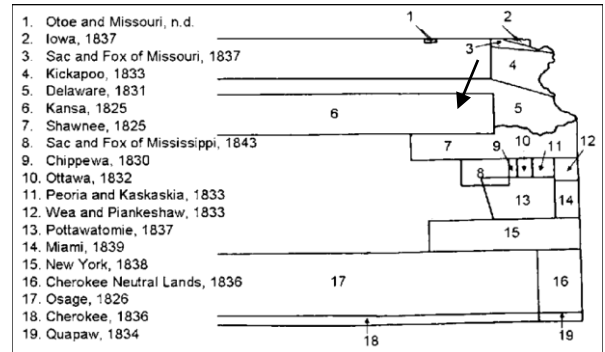 1. Otoe and Missouri, n.d.
2. Iowa, 1837
3. Sac and Fox of Missouri, 1837
4. Kickapoo, 1833
5. Delaware, 1831
6. Kansa, 1825
7. Shawnee, 1825
8. Sac and Fox of Mississippi, 1843
9. Chippewa, 1830
10. Ottawa, 1832
11. Peoria and Kaskaskia, 1833
12. Wea and Piankeshaw, 1833
13. Pottawatomie, 1837
14. Miami, 1839
15. New York, 1838
16. Cherokee Neutral Lands, 1836
17. Osage, 1826
18. Cherokee, 1836
19. Quapaw, 1834
1
2
3
4
5
6
7
9
10
11
12
8
13
14
15
17
16
18
19